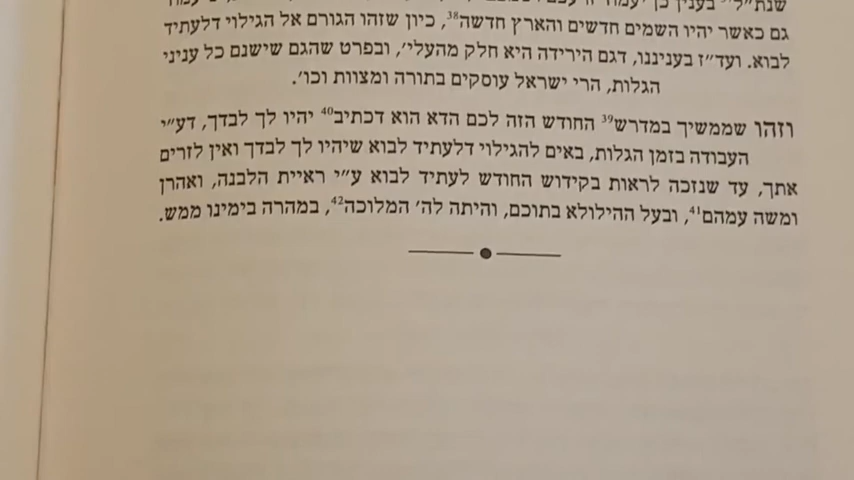 שנת״ל
גם כאשר יהיו השמים חדשים והארץ חדשה38, כיון שזהו הגורם אל הגילוי דלעתיד
לבוא. ועד״ז בעניננו, דגם הירידה היא חלק מהעלי׳, ובפרט שהגם שישנם כל עניני
הגלות, הרי ישראל עוסקים בתורה ומצוות וכו׳.
וזהו שממשיך במדרש39 החודש הזה לכם הדא הוא דכתיב40 יהיו לך לבדך, דע״י
העבודה בזמן הגלות, באים להגילוי דלעתיד לבוא שיהיו לך לבדך ואין לזרים
אתך, עד שנזכה לראות בקידוש החודש לעתיד לבוא ע״י ראיית הלבנה, ואהרן
ומשה עמהם41, ובעל ההילולא בתוכם, והיתה לה׳ המלוכה42, במהרה בימינו ממש.